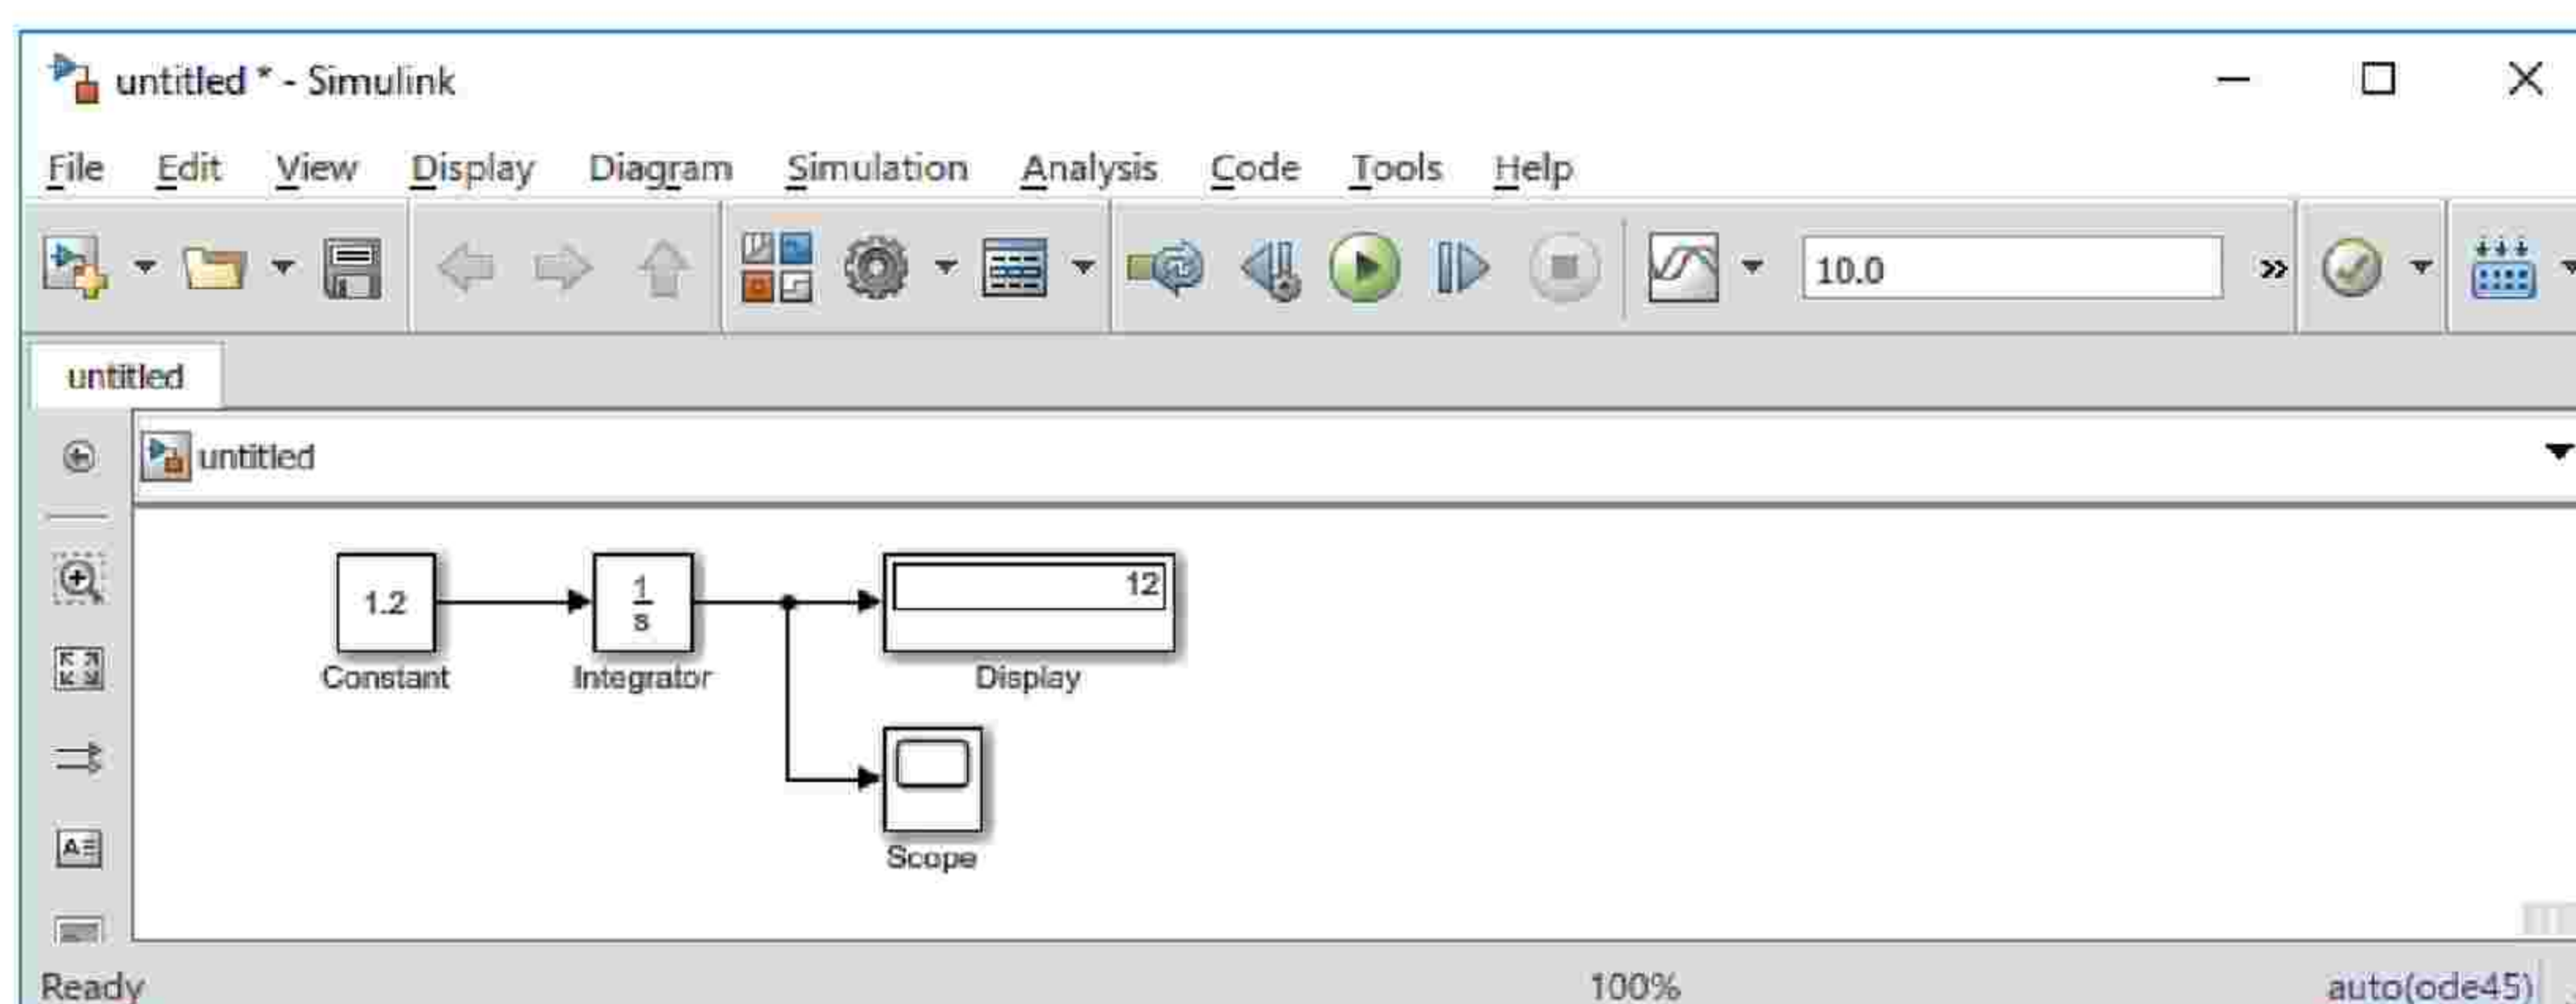 untitled * - Simulink
File Edit View Display Diagram Simulation Analysis Code Tools Help
10.0
untitled
untitled
1.2
1
s
12
Constant Integrator Display
Scope
Ready 100% auto(ode45)